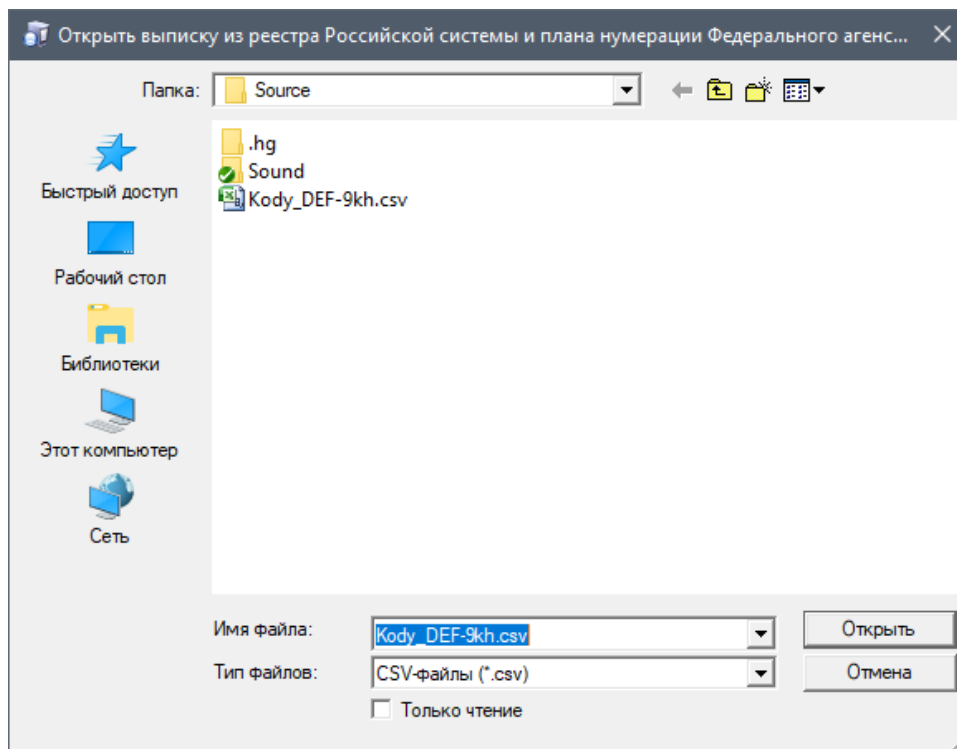 Открыть выписку из реестра Российской системы и плана нумерации Федерального агенс...
Папка: Source
.hg
Sound
Kody_DEF-9kh.csv
Быстрый доступ
Рабочий стол
Библиотеки
Этот компьютер
Сеть
Имя файла: Kody_DEF-9kh.csv Открыть
Тип файлов: CSV-файлы (*.csv) Отмена
Только чтение